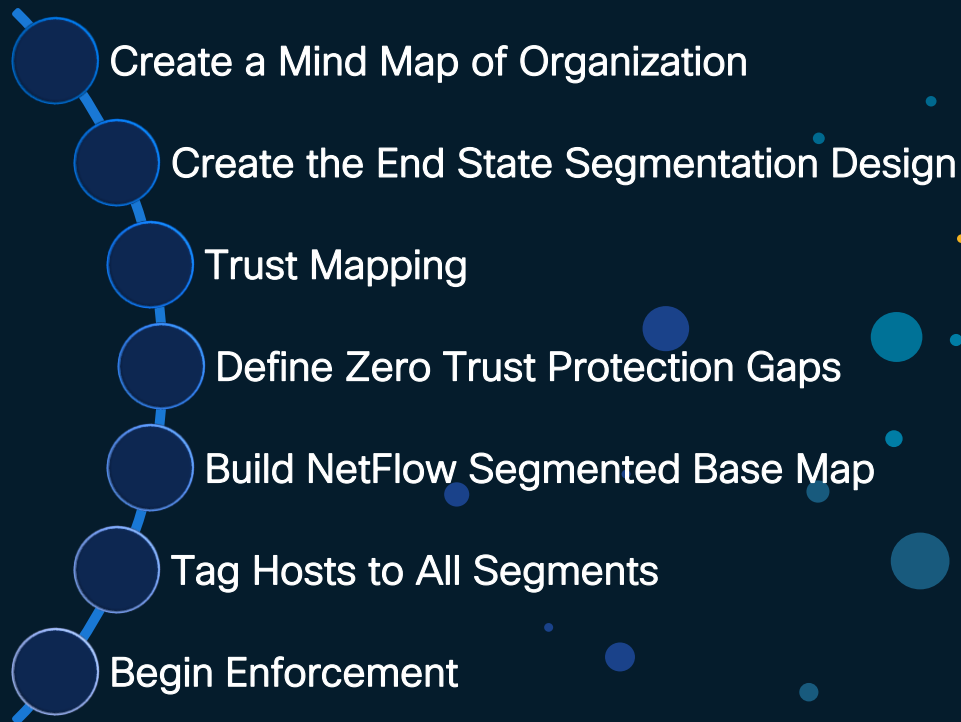 Create a Mind Map of Organization
Create the End State Segmentation Design
Trust Mapping
Define Zero Trust Protection Gaps
Build NetFlow Segmented Base Map
Tag Hosts to All Segments
Begin Enforcement